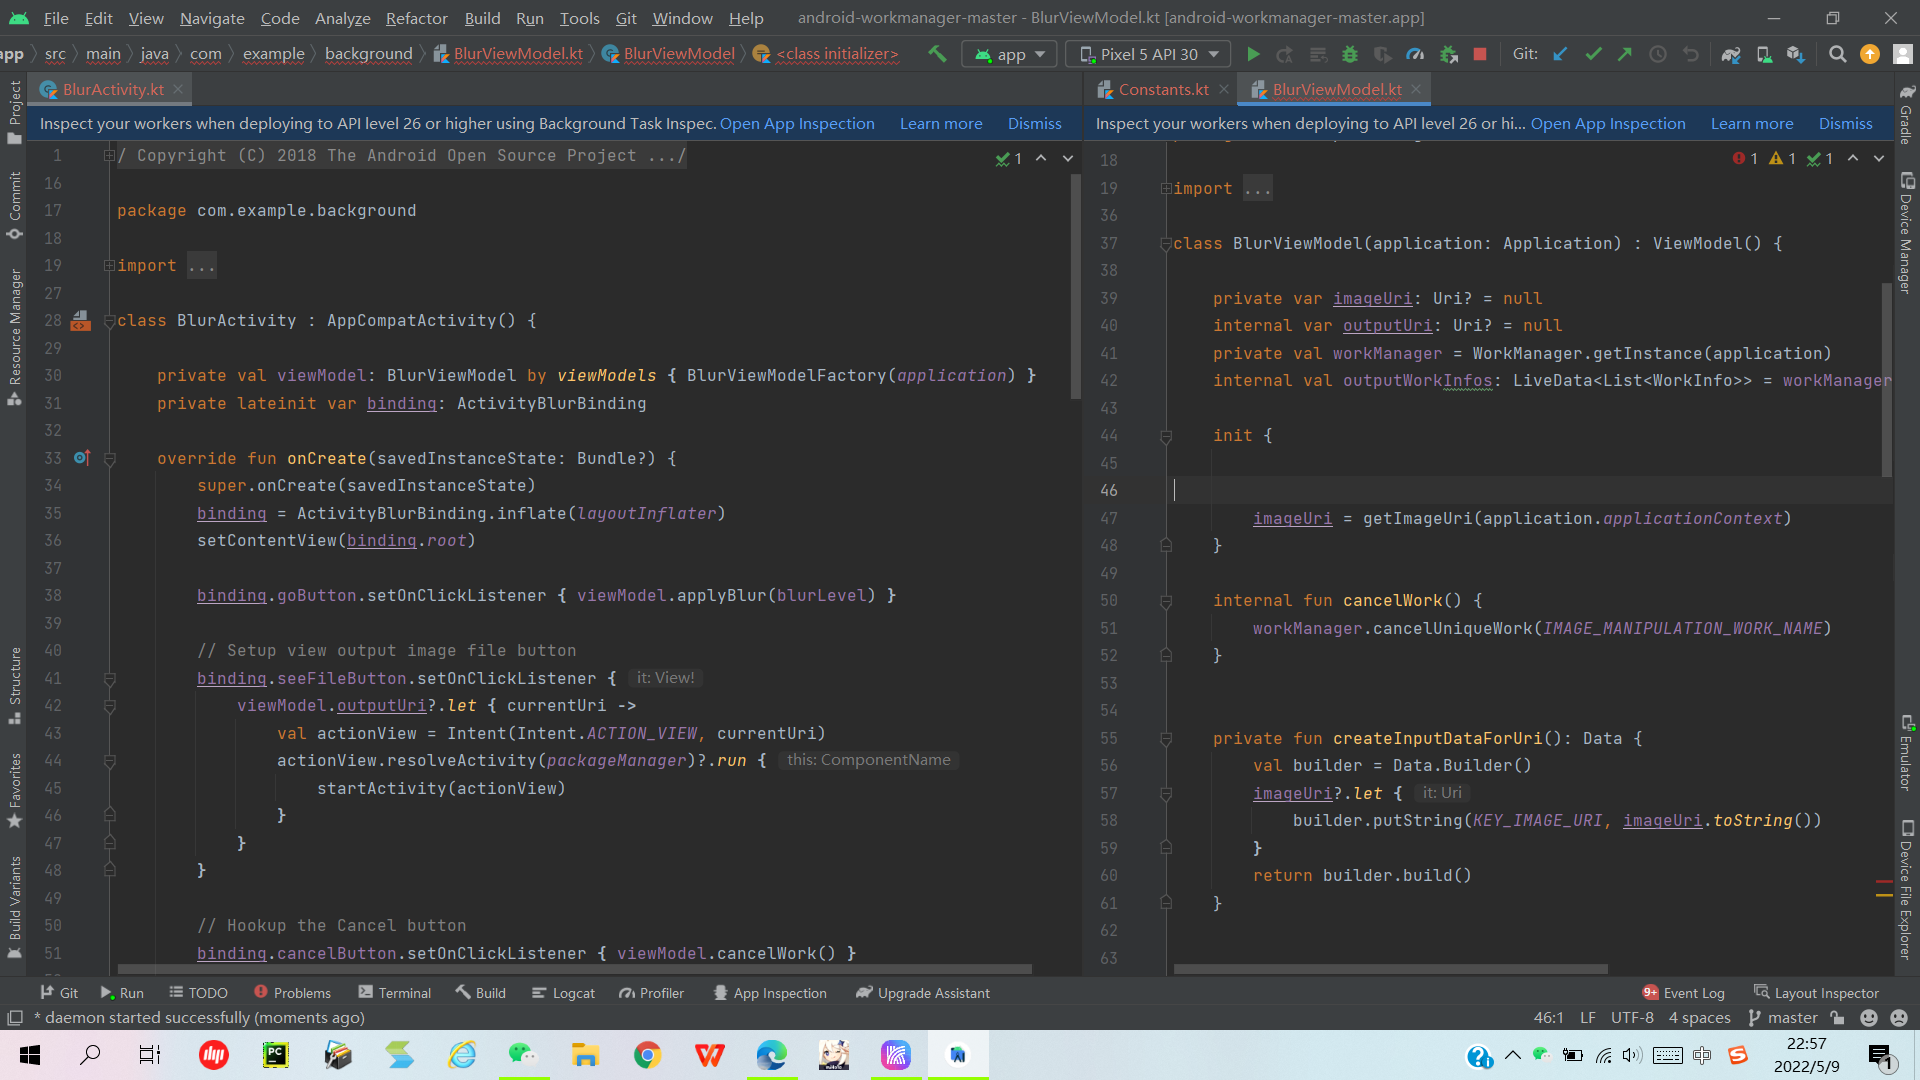 File Edit View Navigate Code Analyze Refactor Build Run Tools Git Window Help android-workmanager-master - BlurViewModel.kt [android-workmanager-master.app]
app src main java com example background BlurViewModel.kt BlurViewModel <class initializer> app Pixel 5 API 30 Git:
BlurActivity.kt
Inspect your workers when deploying to API level 26 or higher using Background Task Inspec. Open App Inspection Learn more Dismiss
1 / Copyright (C) 2018 The Android Open Source Project .../ 1
16
17 package com.example.background
18
19 import ...
27
28 class BlurActivity : AppCompatActivity() {
29
30 private val viewModel: BlurViewModel by viewModels { BlurViewModelFactory(application) }
31 private lateinit var binding: ActivityBlurBinding
32
33 override fun onCreate(savedInstanceState: Bundle?) {
34 super.onCreate(savedInstanceState)
35 binding = ActivityBlurBinding.inflate(layoutInflater)
36 setContentView(binding.root)
37
38 binding.goButton.setOnClickListener { viewModel.applyBlur(blurLevel) }
39
40 // Setup view output image file button
41 binding.seeFileButton.setOnClickListener { it: View!
42 viewModel.outputUri?.let { currentUri ->
43 val actionView = Intent(Intent.ACTION_VIEW, currentUri)
44 actionView.resolveActivity(packageManager)?.run { this: ComponentName
45 startActivity(actionView)
46 }
47 }
48 }
49
50 // Hookup the Cancel button
51 binding.cancelButton.setOnClickListener { viewModel.cancelWork() }
Constants.kt BlurViewModel.kt
Inspect your workers when deploying to API level 26 or hi... Open App Inspection Learn more Dismiss
18 1 1 1
19 import ...
36
37 class BlurViewModel(application: Application) : ViewModel() {
38
39 private var imageUri: Uri? = null
40 internal var outputUri: Uri? = null
41 private val workManager = WorkManager.getInstance(application)
42 internal val outputWorkInfos: LiveData<List<WorkInfo>> = workManager
43
44 init {
45
46
47 imageUri = getImageUri(application.applicationContext)
48 }
49
50 internal fun cancelWork() {
51 workManager.cancelUniqueWork(IMAGE_MANIPULATION_WORK_NAME)
52 }
53
54
55 private fun createInputDataForUri(): Data {
56 val builder = Data.Builder()
57 imageUri?.let { it: Uri
58 builder.putString(KEY_IMAGE_URI, imageUri.toString())
59 }
60 return builder.build()
61 }
62
63
Project
Commit
Resource Manager
Structure
Favorites
Build Variants
Gradle
Device Manager
Emulator
Device File Explorer
Git Run TODO Problems Terminal Build Logcat Profiler App Inspection Upgrade Assistant 9+ Event Log Layout Inspector
* daemon started successfully (moments ago) 46:1 LF UTF-8 4 spaces master
PC
中
22:57
2022/5/9
1